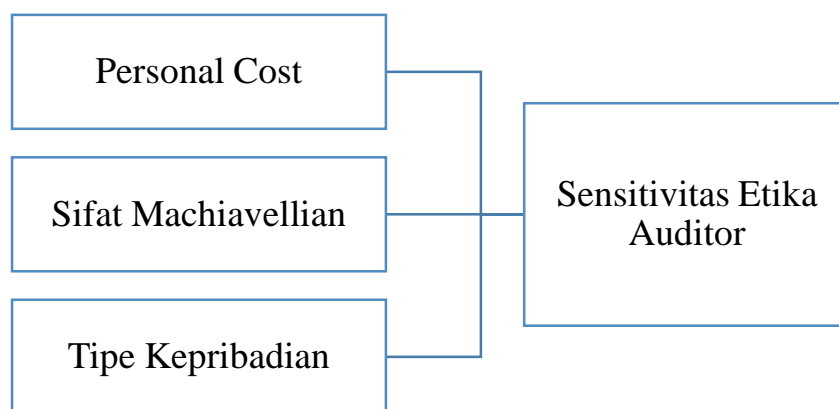 Personal Cost
Sifat Machiavellian
Tipe Kepribadian
Sensitivitas Etika
Auditor